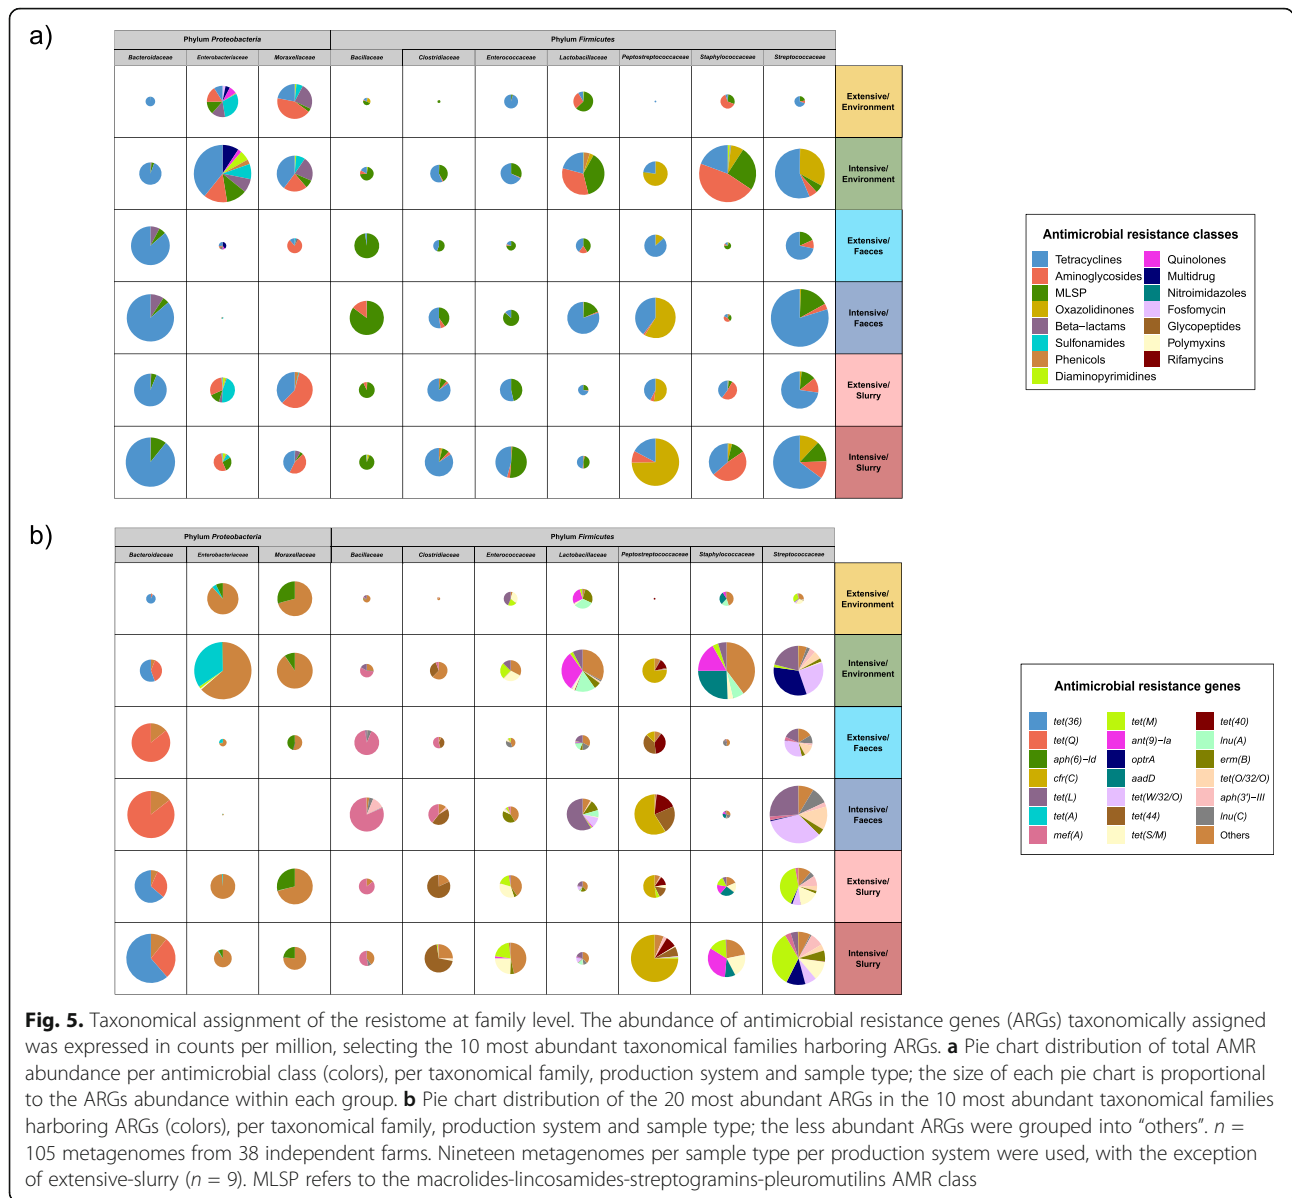 a)
Phylum Proteobacteria
Phylum Firmicutes
Bacteroidaceae
Enterobacteriaceae
Moraxellaceae
Bacillaceae
Clostridiaceae
Enterococcaceae
Lactobacillaceae
Peptostreptococcaceae
Staphylococcaceae
Streptococcaceae
Extensive/
Environment
Intensive/
Environment
Extensive/
Faeces
Intensive/
Faeces
Extensive/
Slurry
Intensive/
Slurry
Antimicrobial resistance classes
Tetracyclines
Aminoglycosides
MLSP
Oxazolidinones
Beta−lactams
Sulfonamides
Phenicols
Diaminopyrimidines
Quinolones
Multidrug
Nitroimidazoles
Fosfomycin
Glycopeptides
Polymyxins
Rifamycins
b)
Phylum Proteobacteria
Phylum Firmicutes
Bacteroidaceae
Enterobacteriaceae
Moraxellaceae
Bacillaceae
Clostridiaceae
Enterococcaceae
Lactobacillaceae
Peptostreptococcaceae
Staphylococcaceae
Streptococcaceae
Extensive/
Environment
Intensive/
Environment
Extensive/
Faeces
Intensive/
Faeces
Extensive/
Slurry
Intensive/
Slurry
Antimicrobial resistance genes
tet(36)
tet(Q)
aph(6)−Id
cfr(C)
tet(L)
tet(A)
mef(A)
tet(M)
ant(9)−Ia
optrA
aadD
tet(W/32/O)
tet(44)
tet(S/M)
tet(40)
lnu(A)
erm(B)
tet(O/32/O)
aph(3')−III
lnu(C)
Others
Fig. 5. Taxonomical assignment of the resistome at family level. The abundance of antimicrobial resistance genes (ARGs) taxonomically assigned
was expressed in counts per million, selecting the 10 most abundant taxonomical families harboring ARGs. a Pie chart distribution of total AMR
abundance per antimicrobial class (colors), per taxonomical family, production system and sample type; the size of each pie chart is proportional
to the ARGs abundance within each group. b Pie chart distribution of the 20 most abundant ARGs in the 10 most abundant taxonomical families
harboring ARGs (colors), per taxonomical family, production system and sample type; the less abundant ARGs were grouped into “others”. n =
105 metagenomes from 38 independent farms. Nineteen metagenomes per sample type per production system were used, with the exception
of extensive-slurry (n = 9). MLSP refers to the macrolides-lincosamides-streptogramins-pleuromutilins AMR class